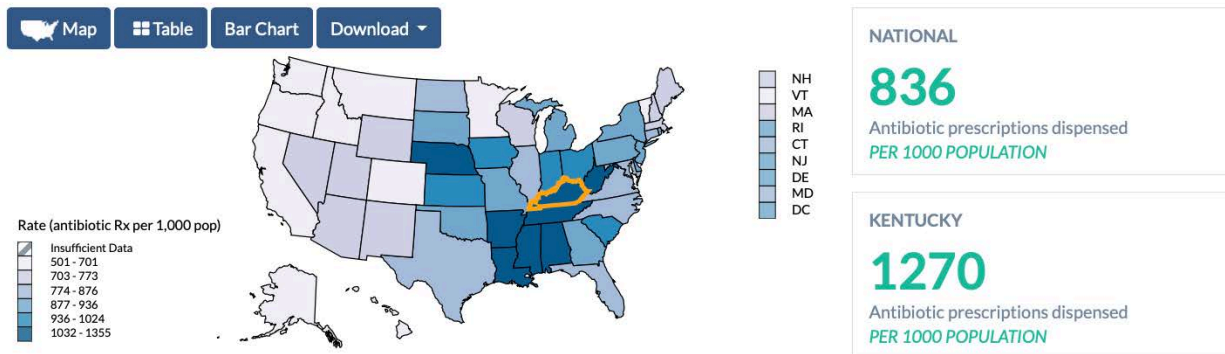 Map
Table
Bar Chart
Download
NH
VT
MA
RI
CT
NJ
DE
MD
DC
Rate (antibiotic Rx per 1,000 pop)
Insufficient Data
501 - 701
703 - 773
774 - 876
877 - 936
936 - 1024
1032 - 1355
NATIONAL
836
Antibiotic prescriptions dispensed
PER 1000 POPULATION
KENTUCKY
1270
Antibiotic prescriptions dispensed
PER 1000 POPULATION